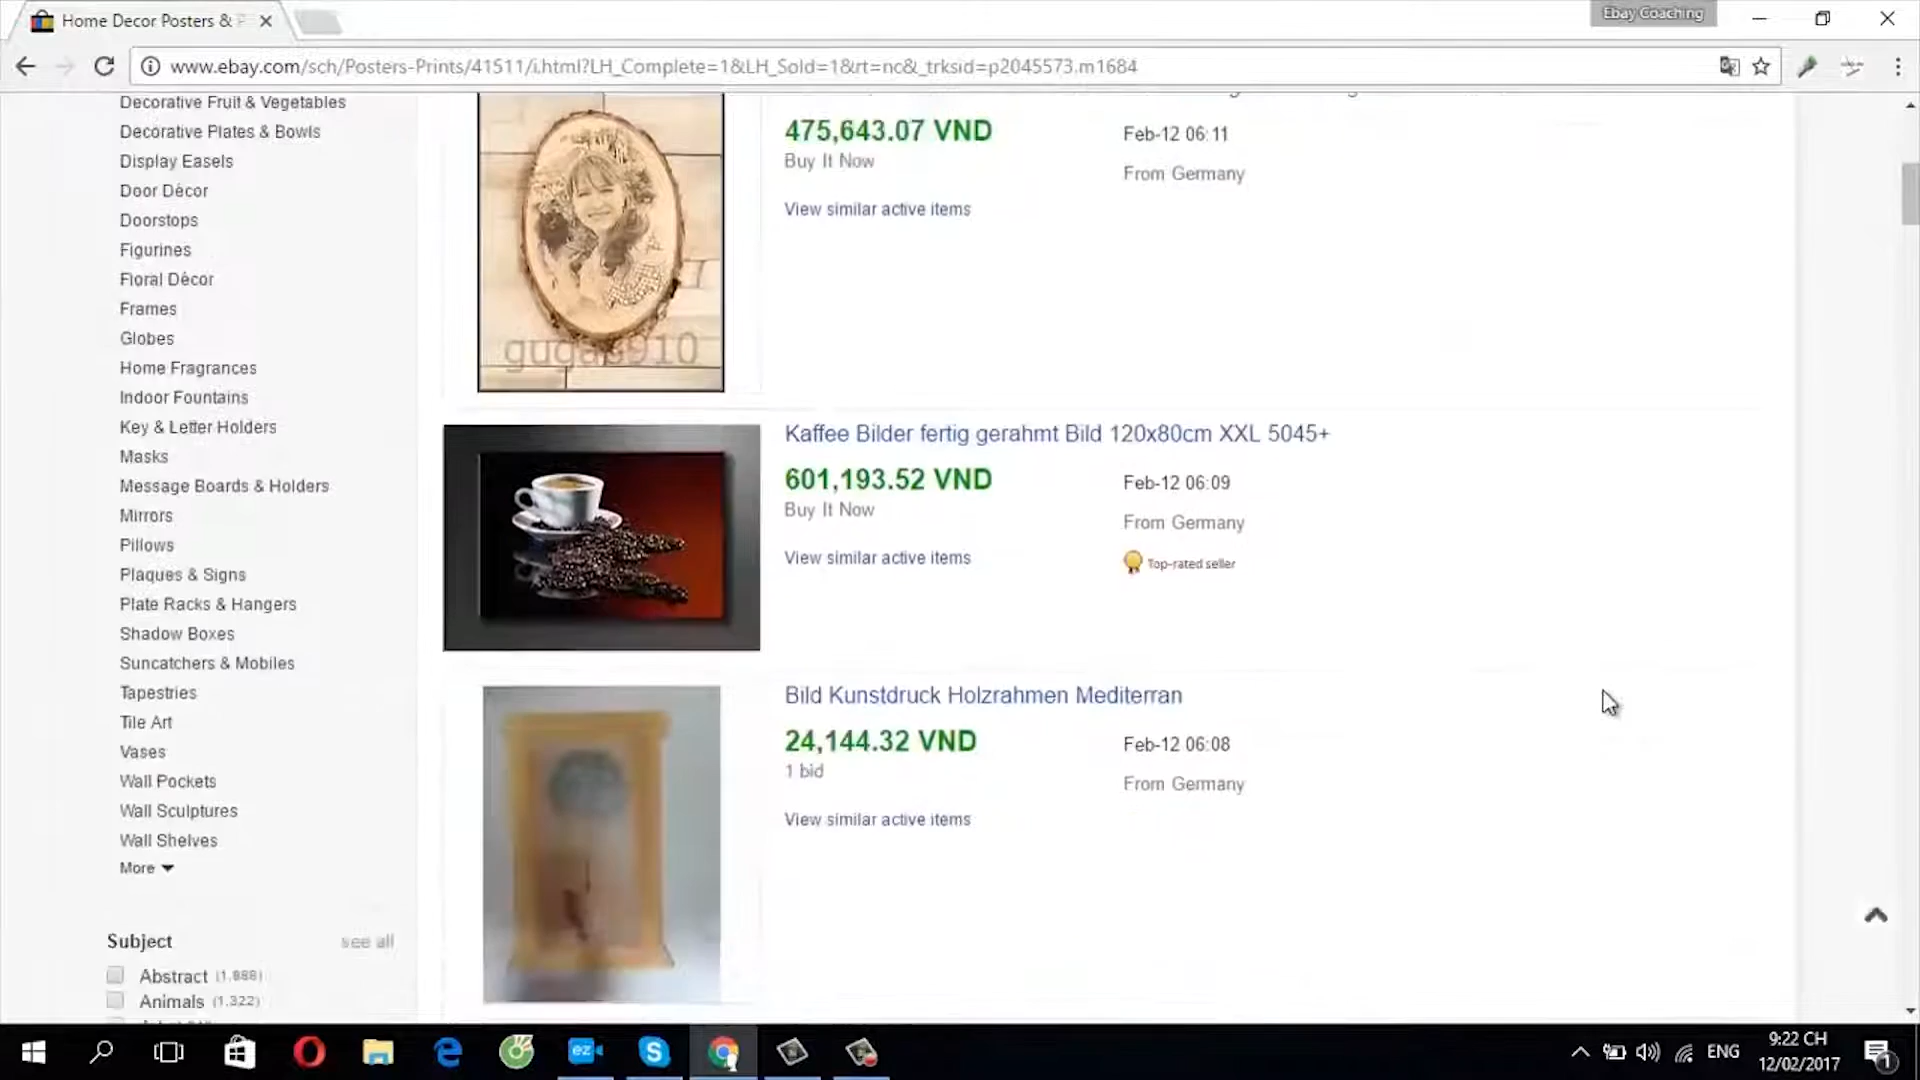 Home Decor Posters &
Ebay Coaching
www.ebay.com/sch/Posters-Prints/41511/i.html?LH_Complete=1&LH_Sold=1&rt=nc&_trksid=p2045573.m1684
Decorative Fruit & Vegetables
Decorative Plates & Bowls
Display Easels
Door Décor
Doorstops
Figurines
Floral Décor
Frames
Globes
Home Fragrances
Indoor Fountains
Key & Letter Holders
Masks
Message Boards & Holders
Mirrors
Pillows
Plaques & Signs
Plate Racks & Hangers
Shadow Boxes
Suncatchers & Mobiles
Tapestries
Tile Art
Vases
Wall Pockets
Wall Sculptures
Wall Shelves
More
Subject see all
Abstract (1.888)
Animals (1.322)
475,643.07 VND
Feb-12 06:11
Buy It Now
From Germany
View similar active items
Kaffee Bilder fertig gerahmt Bild 120x80cm XXL 5045+
601,193.52 VND
Feb-12 06:09
Buy It Now
From Germany
View similar active items
Top-rated seller
Bild Kunstdruck Holzrahmen Mediterran
24,144.32 VND
Feb-12 06:08
1 bid
From Germany
View similar active items
ENG
9:22 CH
12/02/2017
1